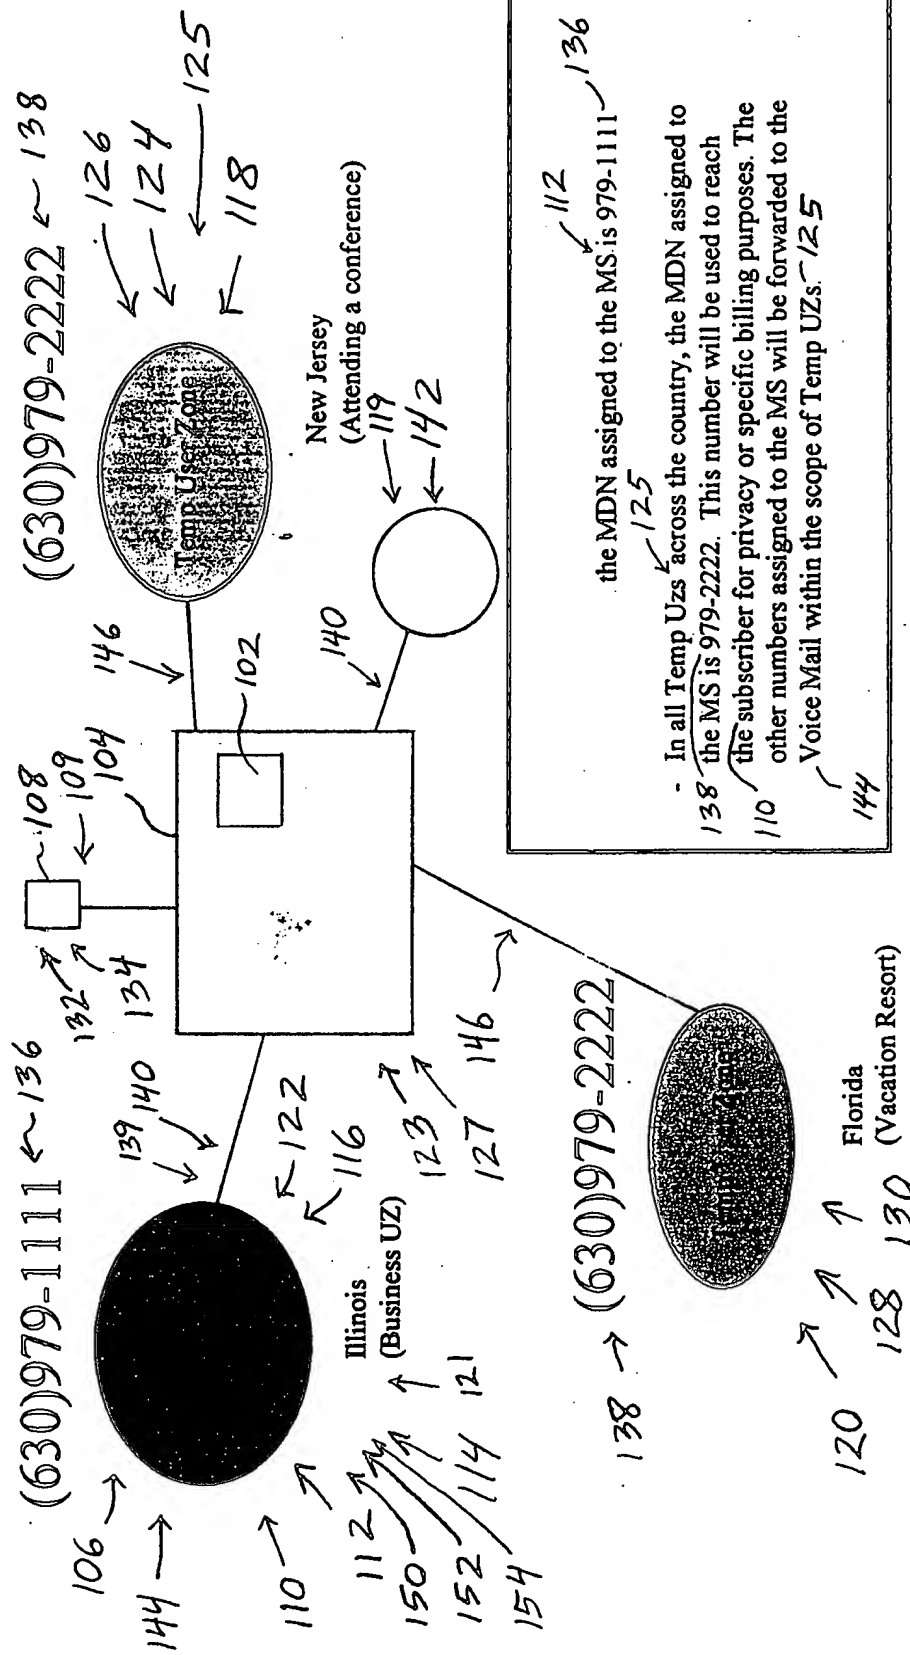 (630)979-1111 136
106
144
110
112
150
152
154
114
121
139
140
122
116
Illinois
(Business UZ)
108
109
104
132
134
102
123
127
146
140
146
(630)979-2222 138
126
124
125
118
Temp User Zone
New Jersey
(Attending a conference)
119
142
138 (630)979-2222
Zone
Florida
(Vacation Resort)
120
128
130
112
the MDN assigned to the MS is 979-1111 136
125
- In all Temp Uzs across the country, the MDN assigned to
138 the MS is 979-2222. This number will be used to reach
110 the subscriber for privacy or specific billing purposes. The
other numbers assigned to the MS will be forwarded to the
Voice Mail within the scope of Temp UZs. 125
144